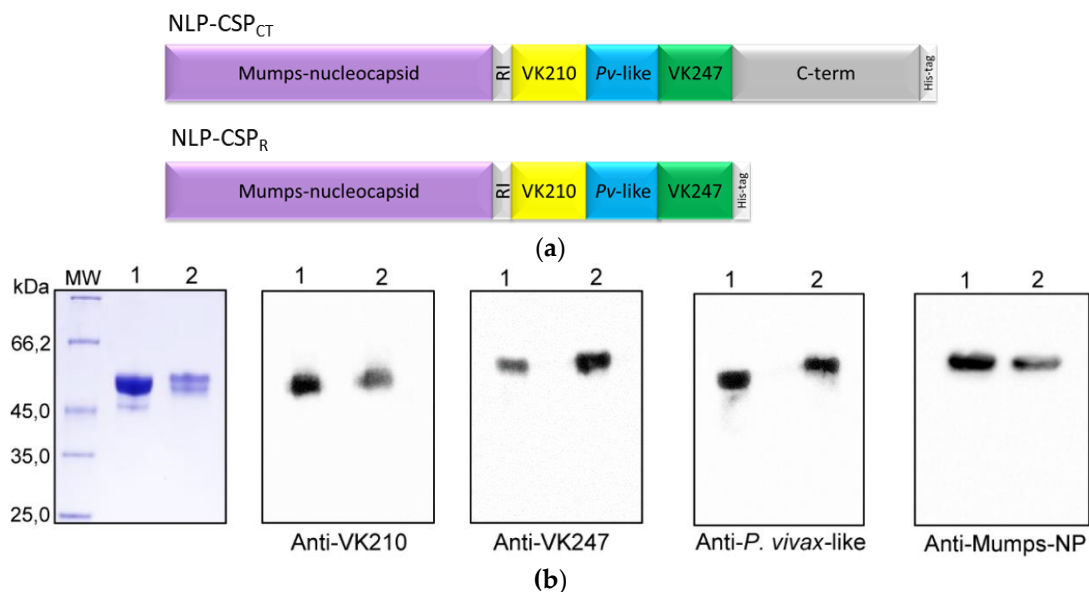 NLP-CSPCT
Mumps-nucleocapsid RI VK210 Pv-like VK247 C-term His-tag
NLP-CSPR
Mumps-nucleocapsid RI VK210 Pv-like VK247 His-tag
(a)
kDa MW 1 2 1 2 1 2 1 2 1 2
66,2
45,0
35,0
25,0
Anti-VK210 Anti-VK247 Anti-P. vivax-like Anti-Mumps-NP
(b)